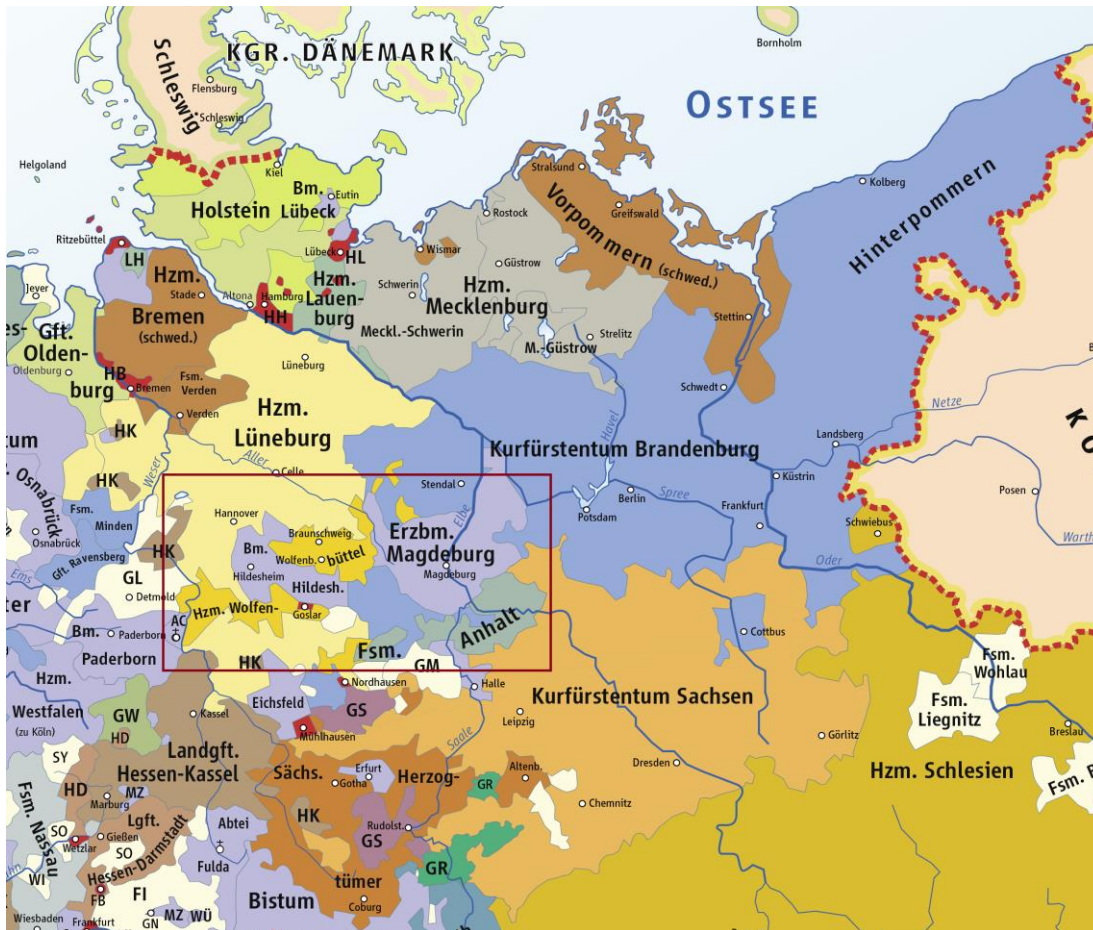 KGR. DÄNEMARK
Bornholm
Schleswig
Flensburg
Schleswig
OSTSEE
Helgoland
Kiel
Stralsund
Kolberg
Bm.
Eutin
Lübeck
Holstein
Hinterpommern
Greifswald
Rostock
Vorpommern (schwed.)
Ritzebüttel
Lübeck
HL
Wismar
LH
Güstrow
Hzm.
Hzm.
Lauen-
burg
Schwerin
Hzm.
Mecklenburg
Jever
Stade
Altona
Hamburg
HH
Bremen
(schwed.)
Meckl.-Schwerin
Stettin
Strelitz
M.-Güstrow
Gft.
Olden-
burg
Oldenburg
Lüneburg
HB
Bremen
Fsm.
Verden
Schwedt
Verden
Netze
Hzm.
Lüneburg
HK
Havel
Landsberg
Kurfürstentum Brandenburg
tum
Osnabrück
HK
Weser
Aller
Celle
Stendal
Küstrin
Berlin
Spree
Posen
Fsm.
Minden
Hannover
Elbe
Potsdam
Frankfurt
Osnabrück
Gft. Ravensberg
HK
Braunschweig
Wolfenb.
büttel
Erzbm.
Magdeburg
Magdeburg
Schwiebus
Warth
Ems
GL
Detmold
Bm.
Hildesheim
Hildesh.
Oder
ter
Hzm. Wolfen-
Goslar
Bm.
Paderborn
AC
Paderborn
Anhalt
Cottbus
Fsm.
HK
GM
Fsm.
Wohlau
Hzm.
Eichsfeld
Nordhausen
Halle
Kurfürstentum Sachsen
Fsm.
Liegnitz
Westfalen
(zu Köln)
GW
HD
Kassel
Mühlhausen
GS
Leipzig
Breslau
Görlitz
SY
Landgft.
Hessen-Kassel
Saale
Dresden
Hzm. Schlesien
HD
MZ
Marburg
Sächs.
Gotha
Erfurt
Herzog-
GR
Altenb.
Chemnitz
Fsm. Nassau
Lgft.
HK
SO
Gießen
Wetzlar
SO
Hessen-Darmstadt
Abtei
Fulda
Rudolst.
GS
GR
WI
FB
FI
tümer
Coburg
Bistum
Wiesbaden
Frankfurt
GN
MZ
WÜ